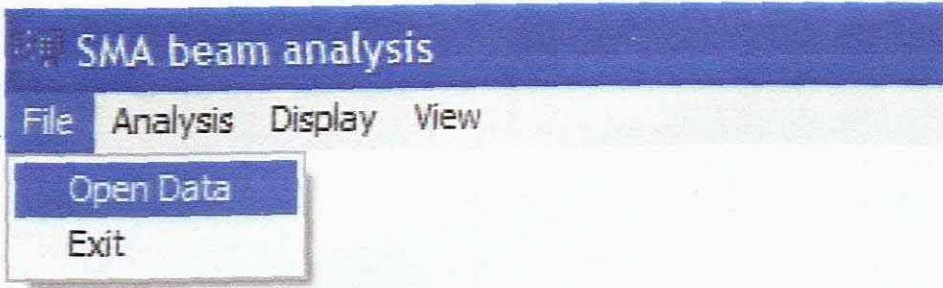 SMA beam analysis
File Analysis Display View
Open Data
Exit